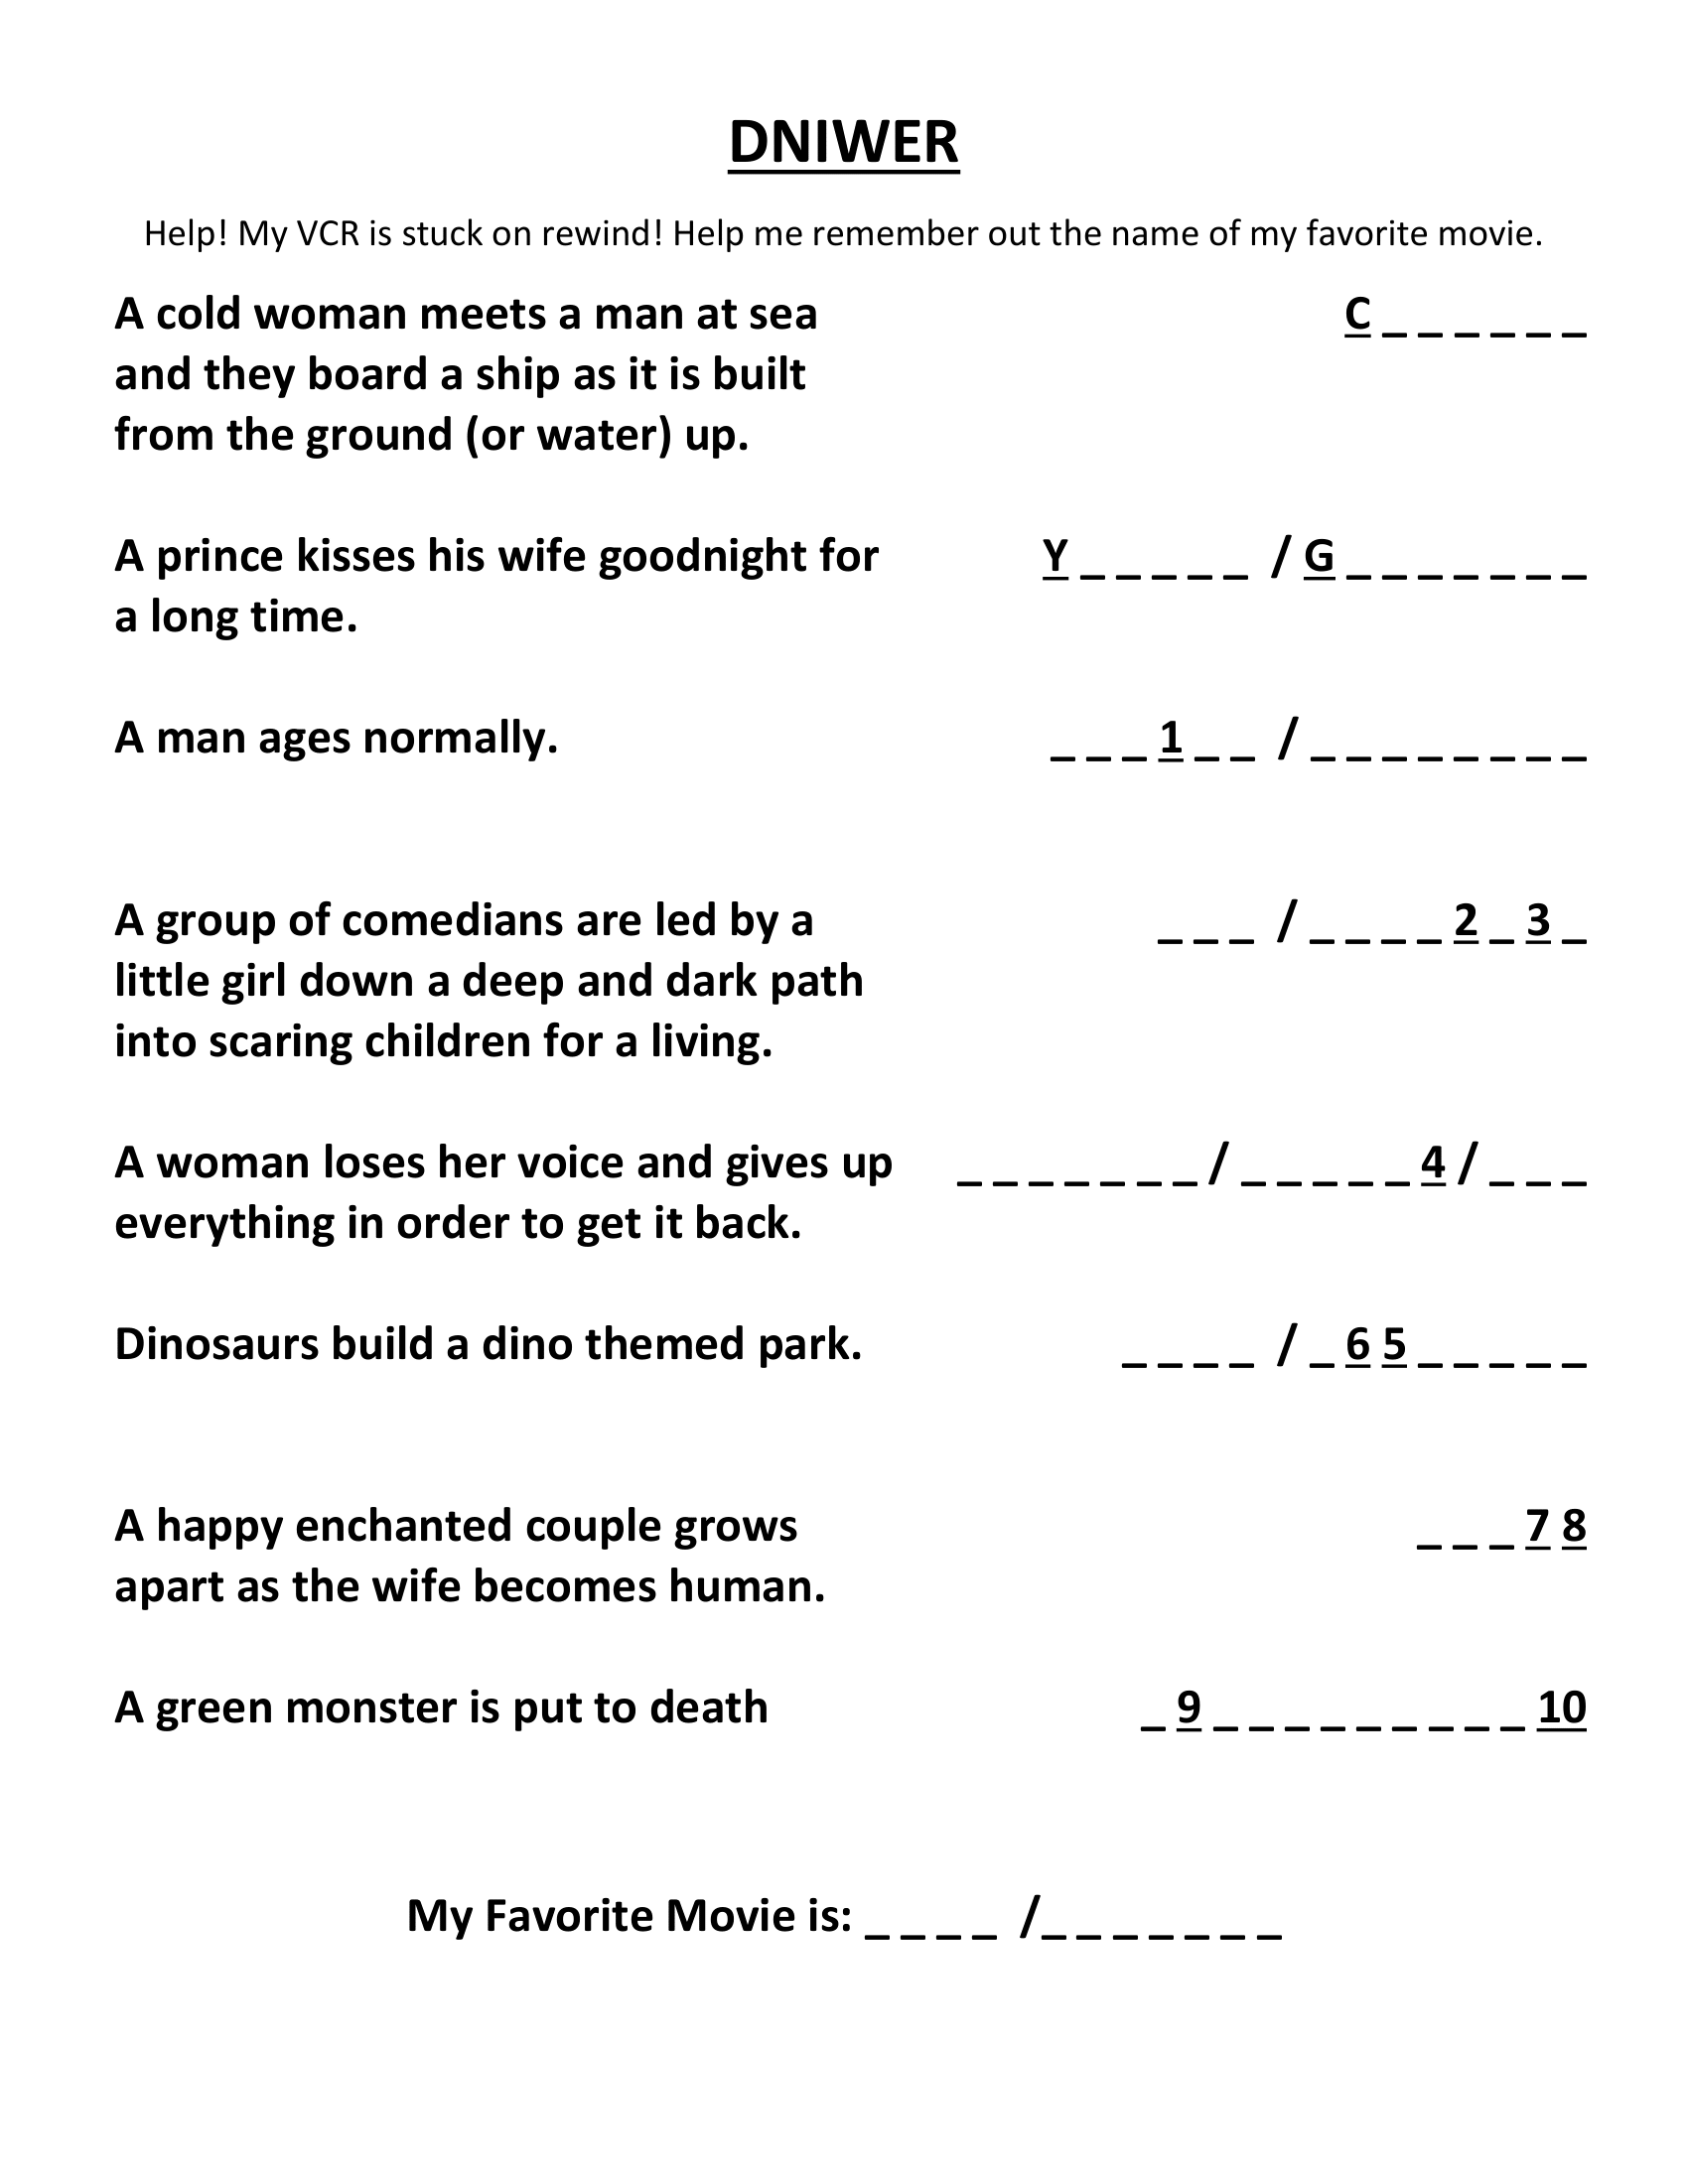 DNIWER
Help! My VCR is stuck on rewind! Help me remember out the name of my favorite movie.
A cold woman meets a man at sea C _ _ _ _ _ _
and they board a ship as it is built
from the ground (or water) up.
A prince kisses his wife goodnight for Y _ _ _ _ _ / G _ _ _ _ _ _ _
a long time.
A man ages normally. _ _ _ 1 _ _ / _ _ _ _ _ _ _ _
A group of comedians are led by a _ _ _ / _ _ _ _ 2 _ 3 _
little girl down a deep and dark path
into scaring children for a living.
A woman loses her voice and gives up _ _ _ _ _ _ _ / _ _ _ _ _ 4 / _ _ _
everything in order to get it back.
Dinosaurs build a dino themed park. _ _ _ _ / _ 6 5 _ _ _ _ _
A happy enchanted couple grows _ _ _ 7 8
apart as the wife becomes human.
A green monster is put to death _ 9 _ _ _ _ _ _ _ _ _ 10
My Favorite Movie is: _ _ _ _ / _ _ _ _ _ _ _